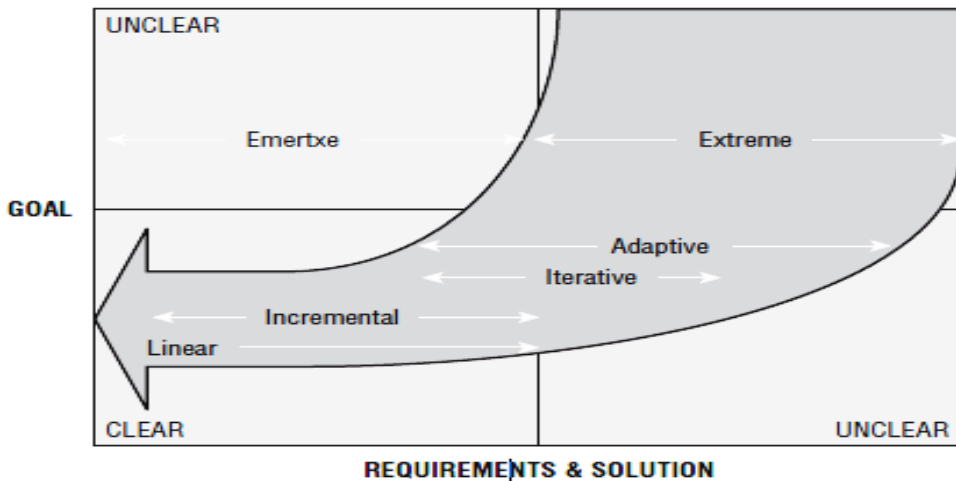 UNCLEAR
Emertxe
Extreme
GOAL
Adaptive
Iterative
Incremental
Linear
CLEAR
UNCLEAR
REQUIREMENTS & SOLUTION